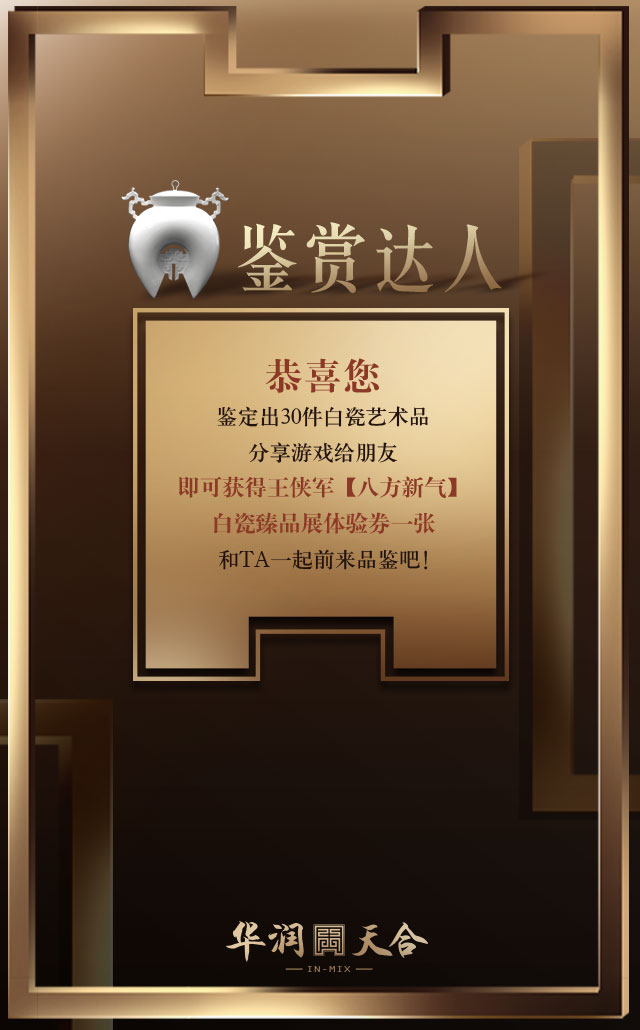 鉴赏达人
恭喜您
鉴定出30件白瓷艺术品
分享游戏给朋友
即可获得王侠军【八方新气】
白瓷臻品展体验券一张
和TA一起前来品鉴吧!
华润 天合
IN-MIX